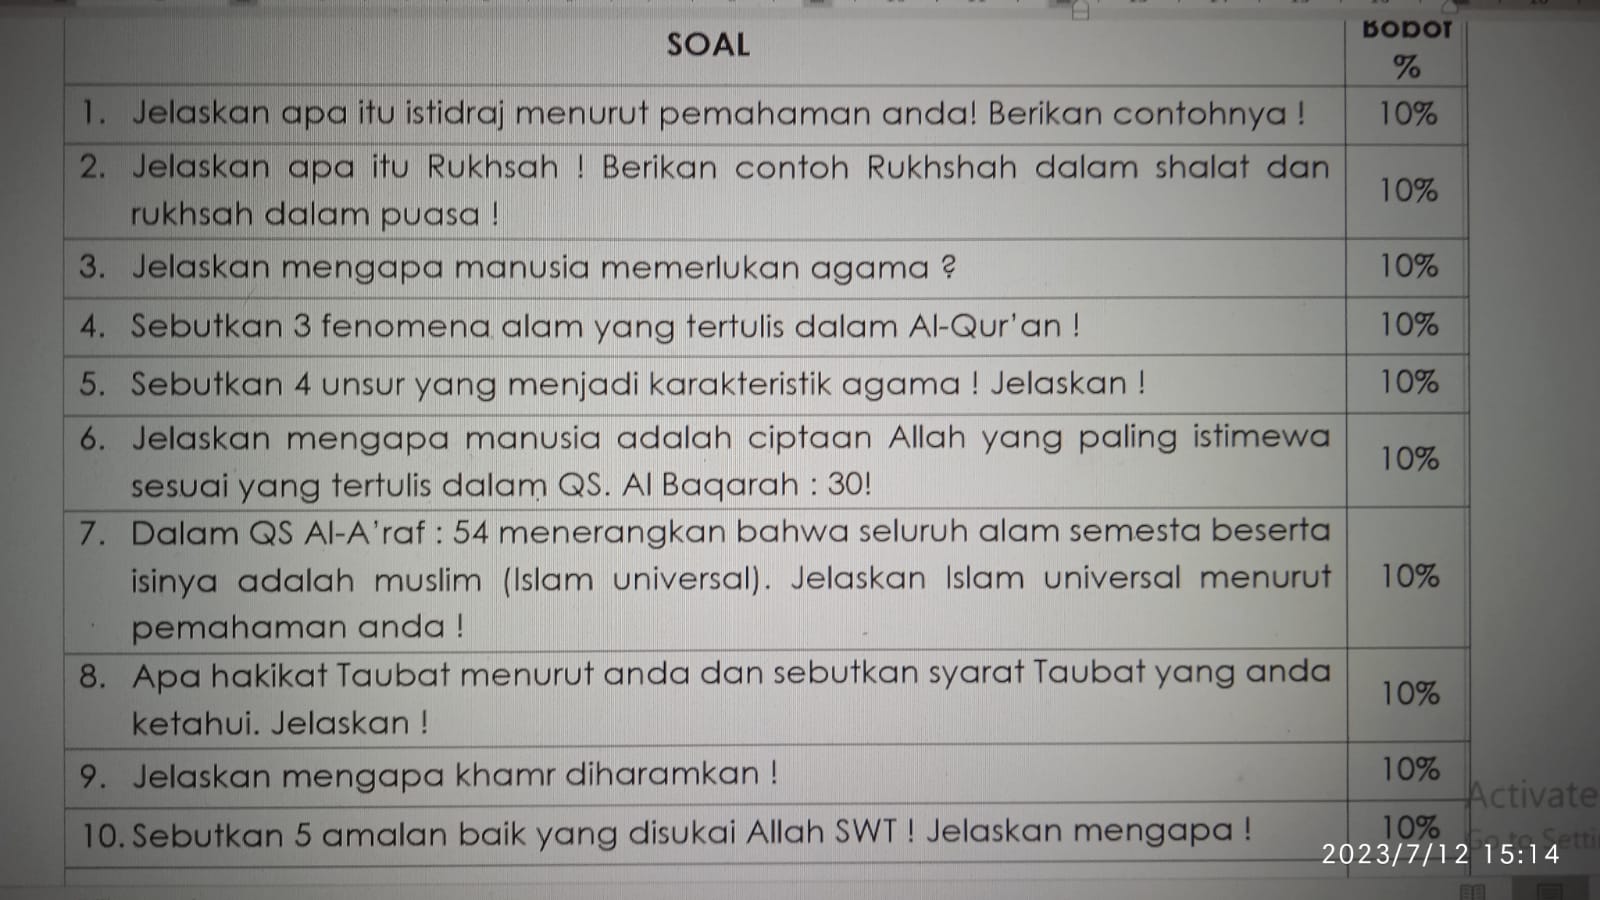 SOAL
BOBOT
%
1. Jelaskan apa itu istidraj menurut pemahaman anda! Berikan contohnya !
10%
2. Jelaskan apa itu Rukhsah ! Berikan contoh Rukhshah dalam shalat dan
rukhsah dalam puasa !
10%
3. Jelaskan mengapa manusia memerlukan agama ?
10%
4. Sebutkan 3 fenomena alam yang tertulis dalam Al-Qur'an !
10%
5. Sebutkan 4 unsur yang menjadi karakteristik agama ! Jelaskan !
10%
6. Jelaskan mengapa manusia adalah ciptaan Allah yang paling istimewa
sesuai yang tertulis dalam QS. Al Baqarah : 30!
10%
7. Dalam QS Al-A'raf : 54 menerangkan bahwa seluruh alam semesta beserta
isinya adalah muslim (Islam universal). Jelaskan Islam universal menurut
pemahaman anda !
10%
8. Apa hakikat Taubat menurut anda dan sebutkan syarat Taubat yang anda
ketahui. Jelaskan !
10%
9. Jelaskan mengapa khamr diharamkan !
10%
10. Sebutkan 5 amalan baik yang disukai Allah SWT ! Jelaskan mengapa !
10%
Activate
Go to Setti
2023/7/12 15:14